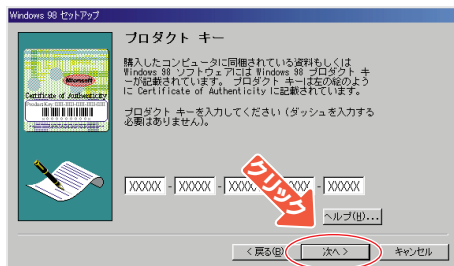 Windows 98 セットアップ
プロダクト キー
購入したコンピュータに同梱されている資料もしくは
Windows 98 ソフトウェアには Windows 98 プロダクト キ
ーが記載されています。 プロダクト キーは左の絵のよう
に Certificate of Authenticity に記載されています。
Microsoft
Certificate of Authenticity
プロダクト キーを入力してください (ダッシュを入力する
必要はありません)。
XXXXX - XXXXX - XXXXX - XXXXX - XXXXX
クリック
ヘルプ(H)...
< 戻る(B)
次へ >
キャンセル